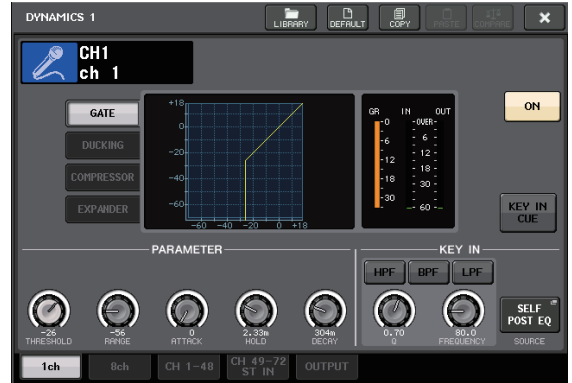 DYNAMICS 1
LIBRARY
DEFAULT
COPY
PASTE
COMPARE
CH1
ch 1
GATE
DUCKING
COMPRESSOR
EXPANDER
+18
0
-20
-40
-60
-60 -40 -20 0 +18
GR IN OUT
0 -OVER-
-6 - 6 -
-12 - 12 -
-18 - 18 -
-30 - 30 -
- 60 -
ON
KEY IN
CUE
PARAMETER
KEY IN
HPF BPF LPF
-26
THRESHOLD
-56
RANGE
0
ATTACK
2.33m
HOLD
304m
DECAY
0.70
Q
80.0
FREQUENCY
SELF
POST EQ
SOURCE
1ch
8ch
CH 1-48
CH 49-72
ST IN
OUTPUT